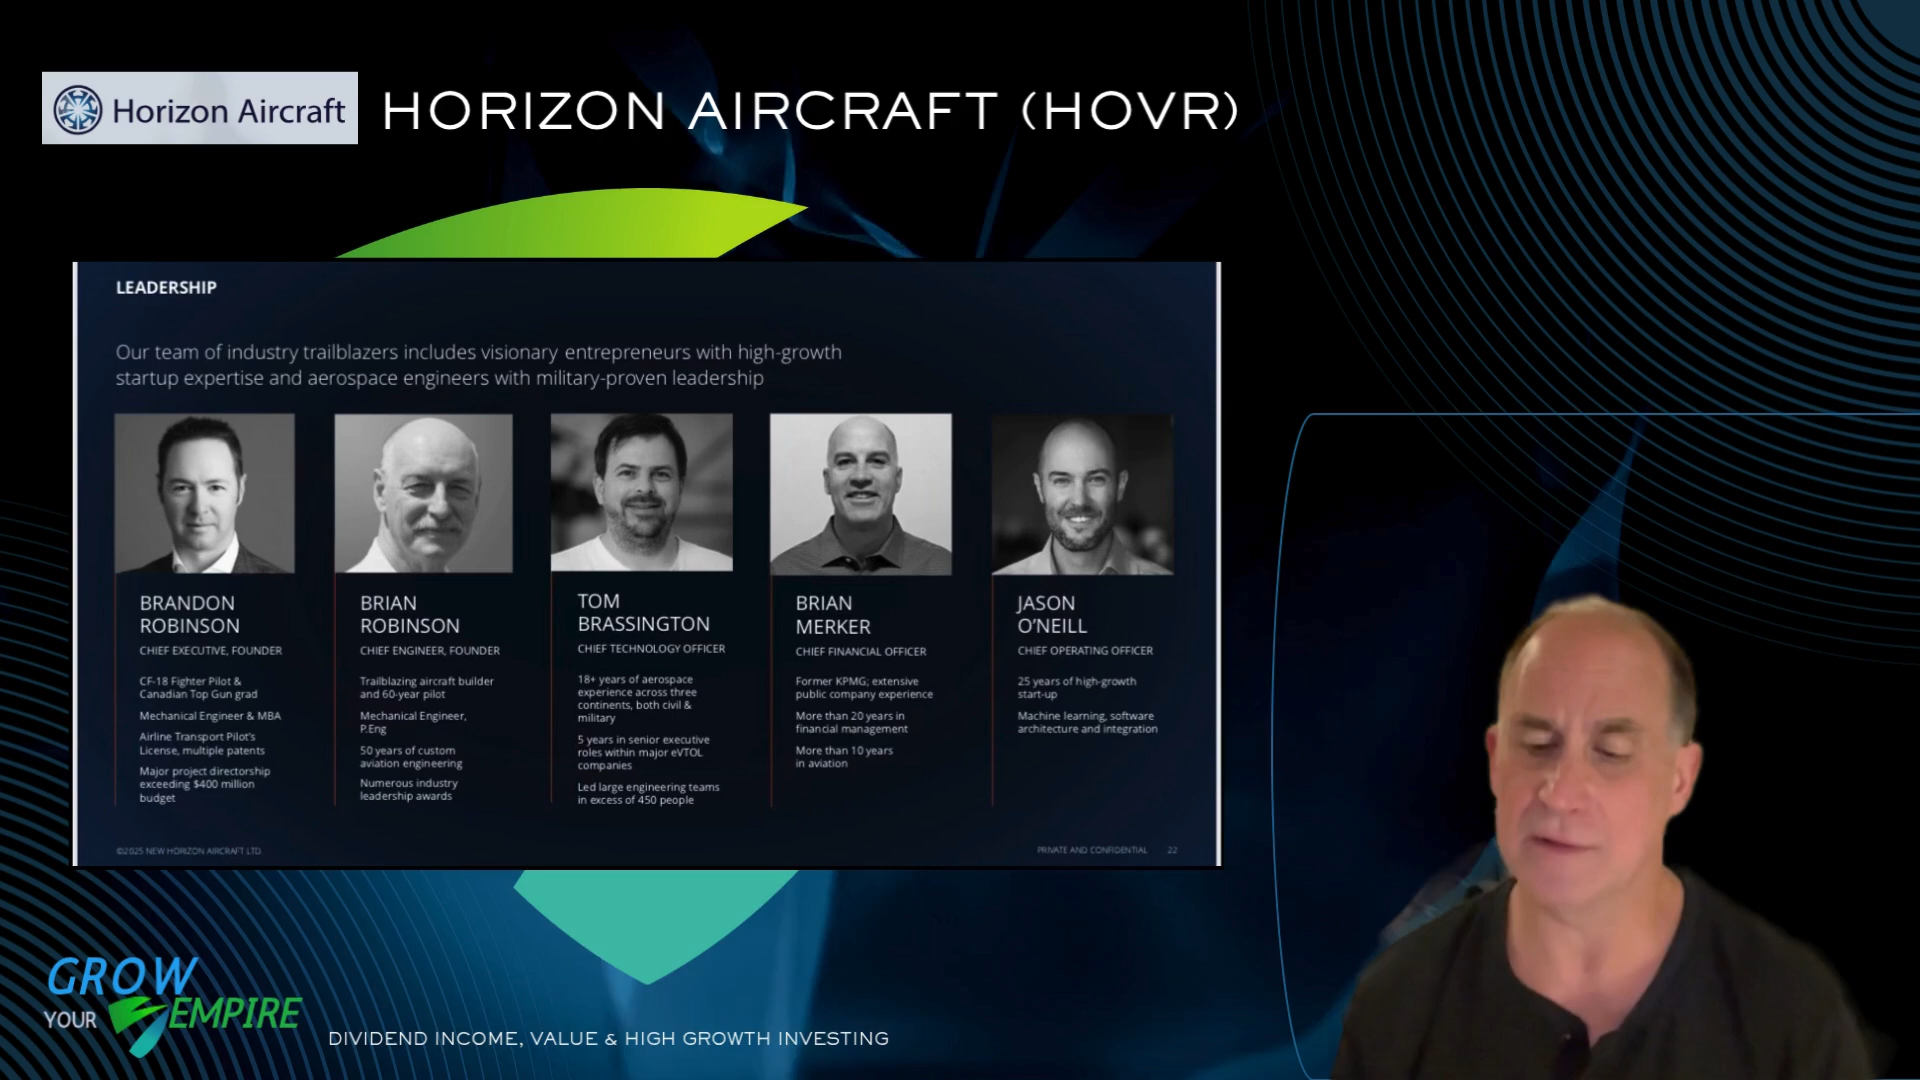 Horizon Aircraft
HORIZON AIRCRAFT (HOVR)
LEADERSHIP
Our team of industry trailblazers includes visionary entrepreneurs with high-growth
startup expertise and aerospace engineers with military-proven leadership
BRANDON
ROBINSON
CHIEF EXECUTIVE, FOUNDER
CF-18 Fighter Pilot &
Canadian Top Gun grad
Mechanical Engineer & MBA
Airline Transport Pilot's
License, multiple patents
Major project directorship
exceeding $400 million
budget
BRIAN
ROBINSON
CHIEF ENGINEER, FOUNDER
Trailblazing aircraft builder
and 60-year pilot
Mechanical Engineer,
P.Eng
50 years of custom
aviation engineering
Numerous industry
leadership awards
TOM
BRASSINGTON
CHIEF TECHNOLOGY OFFICER
18+ years of aerospace
experience across three
continents, both civil &
military
5 years in senior executive
roles within major eVTOL
companies
Led large engineering teams
in excess of 450 people
BRIAN
MERKER
CHIEF FINANCIAL OFFICER
Former KPMG; extensive
public company experience
More than 20 years in
financial management
More than 10 years
in aviation
JASON
O'NEILL
CHIEF OPERATING OFFICER
25 years of high-growth
start-up
Machine learning, software
architecture and integration
©2025 NEW HORIZON AIRCRAFT LTD.
PRIVATE AND CONFIDENTIAL 22
GROW
YOUR EMPIRE
DIVIDEND INCOME, VALUE & HIGH GROWTH INVESTING